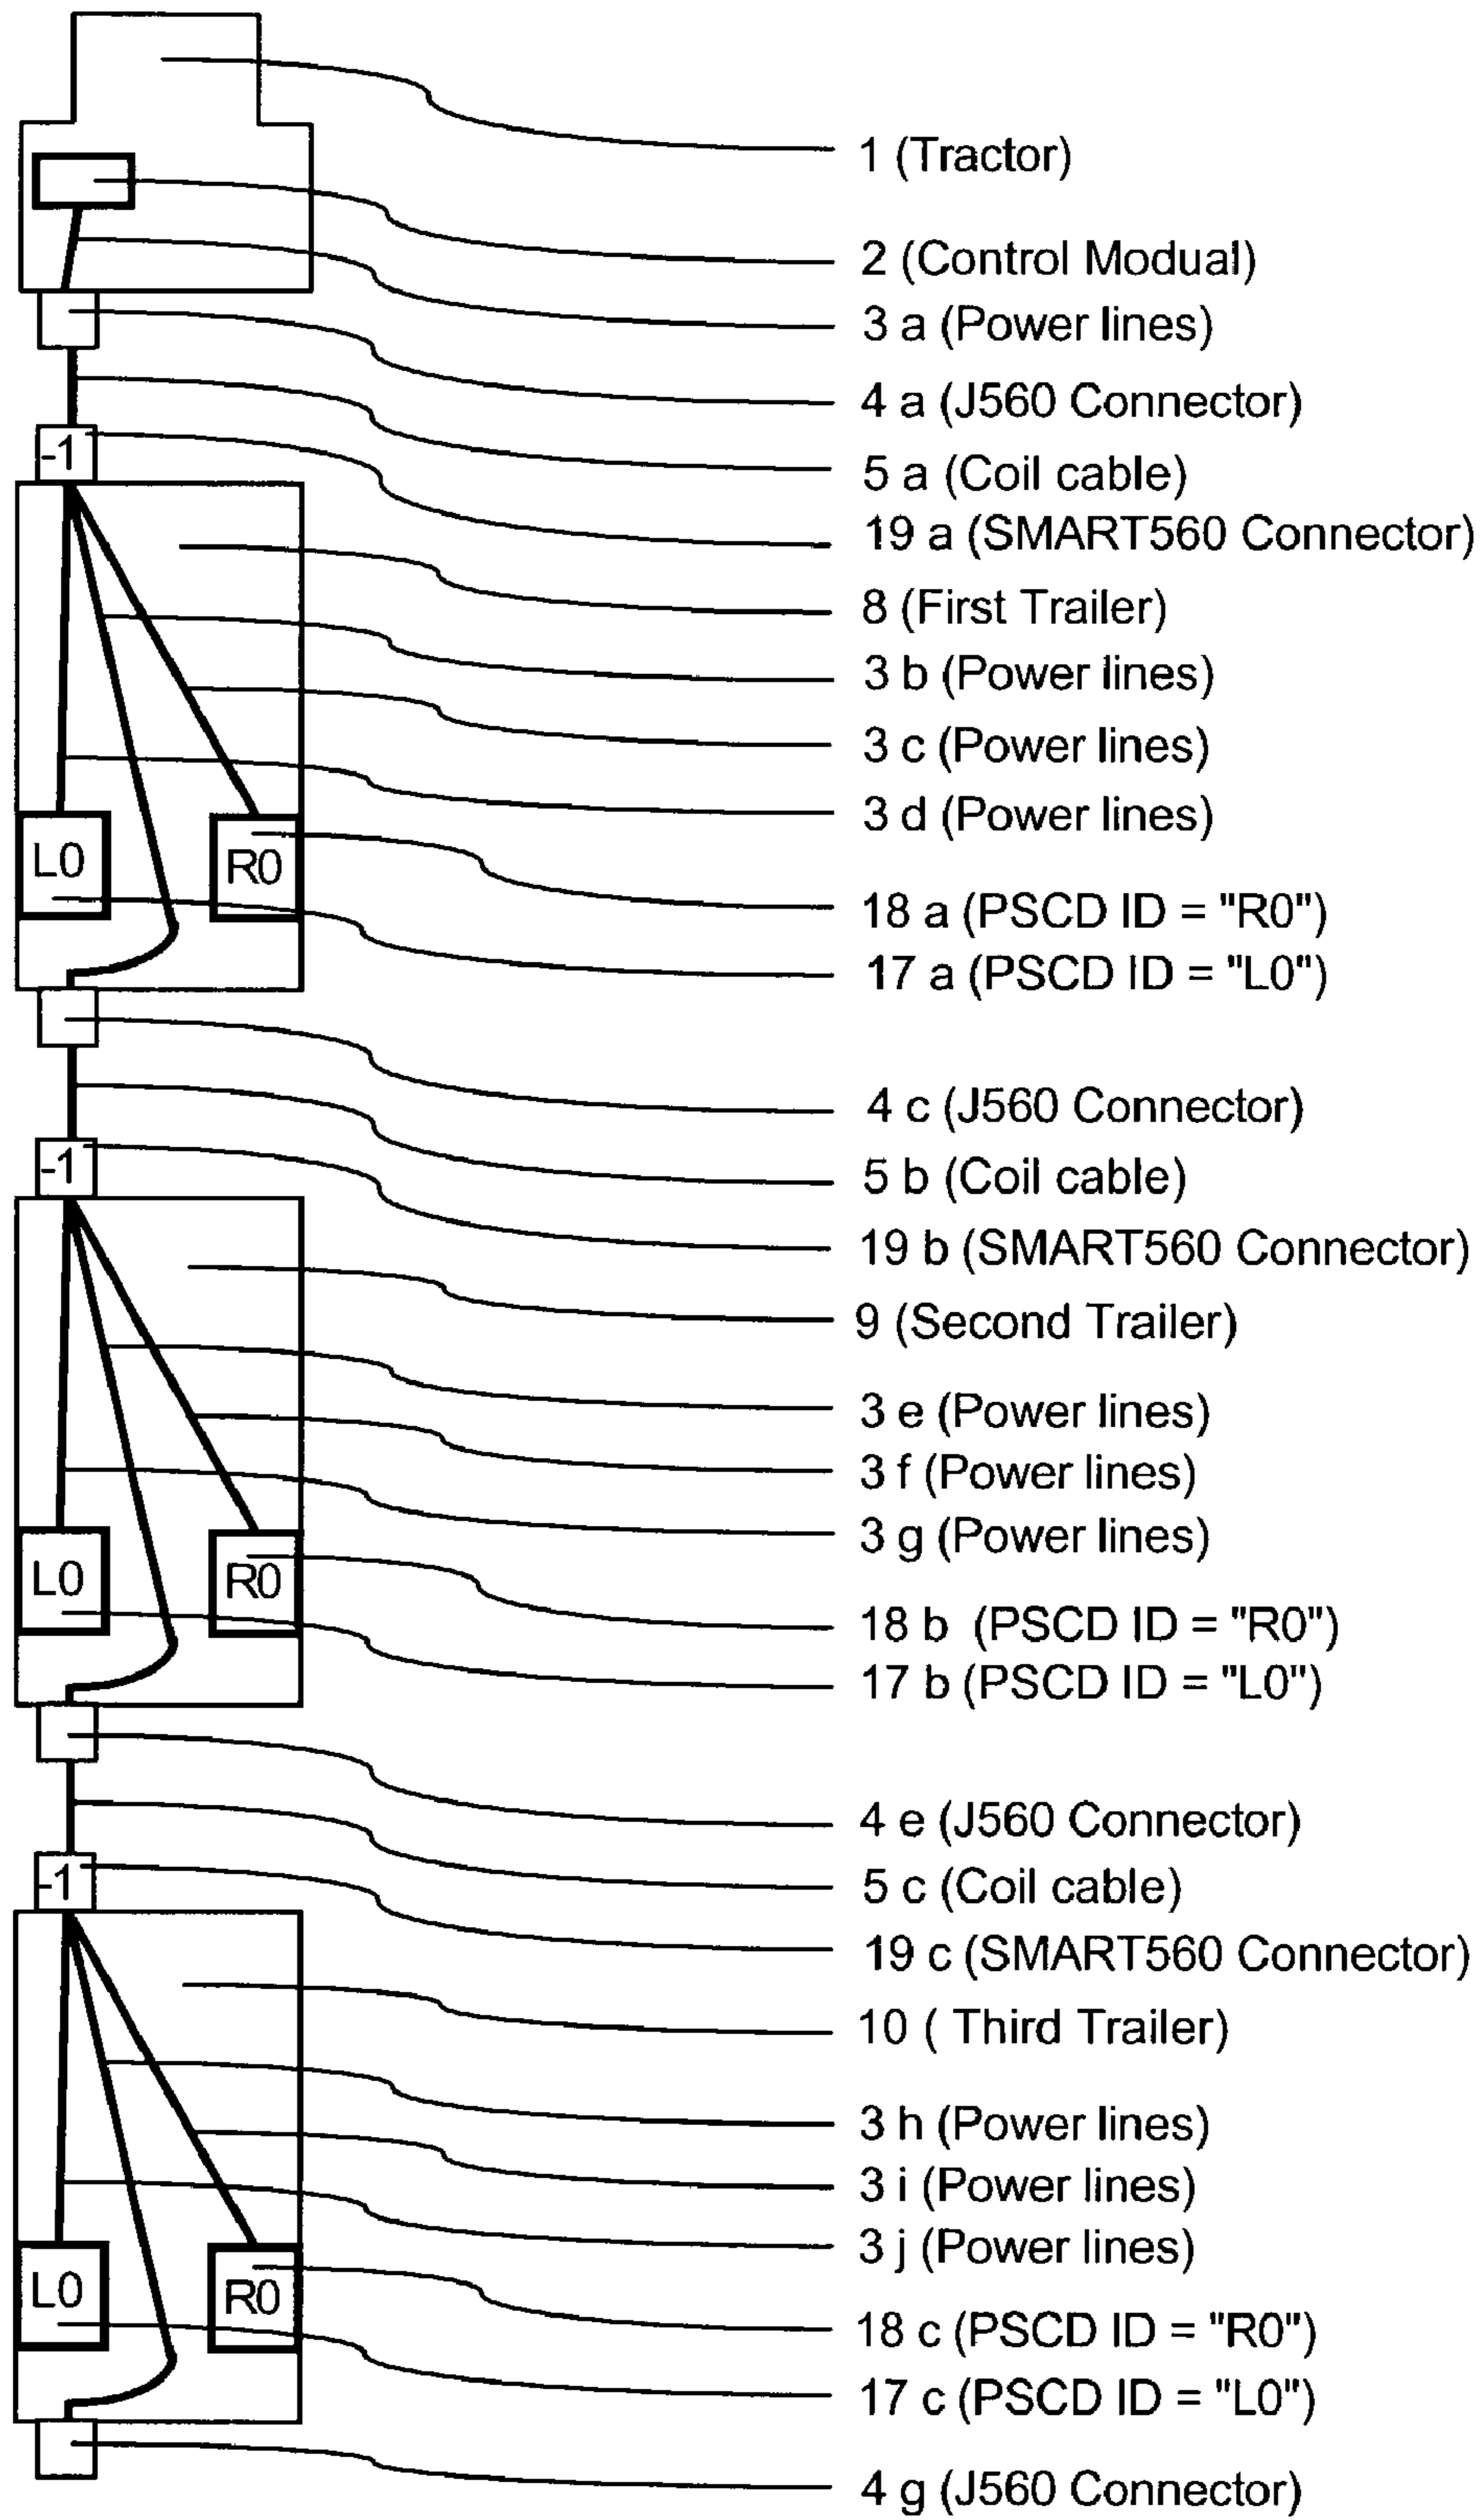 1 (Tractor)
2 (Control Modual)
3 a (Power lines)
4 a (J560 Connector)
5 a (Coil cable)
-1
19 a (SMART560 Connector)
8 (First Trailer)
3 b (Power lines)
3 c (Power lines)
3 d (Power lines)
L0
R0
18 a (PSCD ID = "R0")
17 a (PSCD ID = "L0")
4 c (J560 Connector)
5 b (Coil cable)
-1
19 b (SMART560 Connector)
9 (Second Trailer)
3 e (Power lines)
3 f (Power lines)
3 g (Power lines)
L0
R0
18 b (PSCD ID = "R0")
17 b (PSCD ID = "L0")
4 e (J560 Connector)
5 c (Coil cable)
-1
19 c (SMART560 Connector)
10 ( Third Trailer)
3 h (Power lines)
3 i (Power lines)
3 j (Power lines)
L0
R0
18 c (PSCD ID = "R0")
17 c (PSCD ID = "L0")
4 g (J560 Connector)